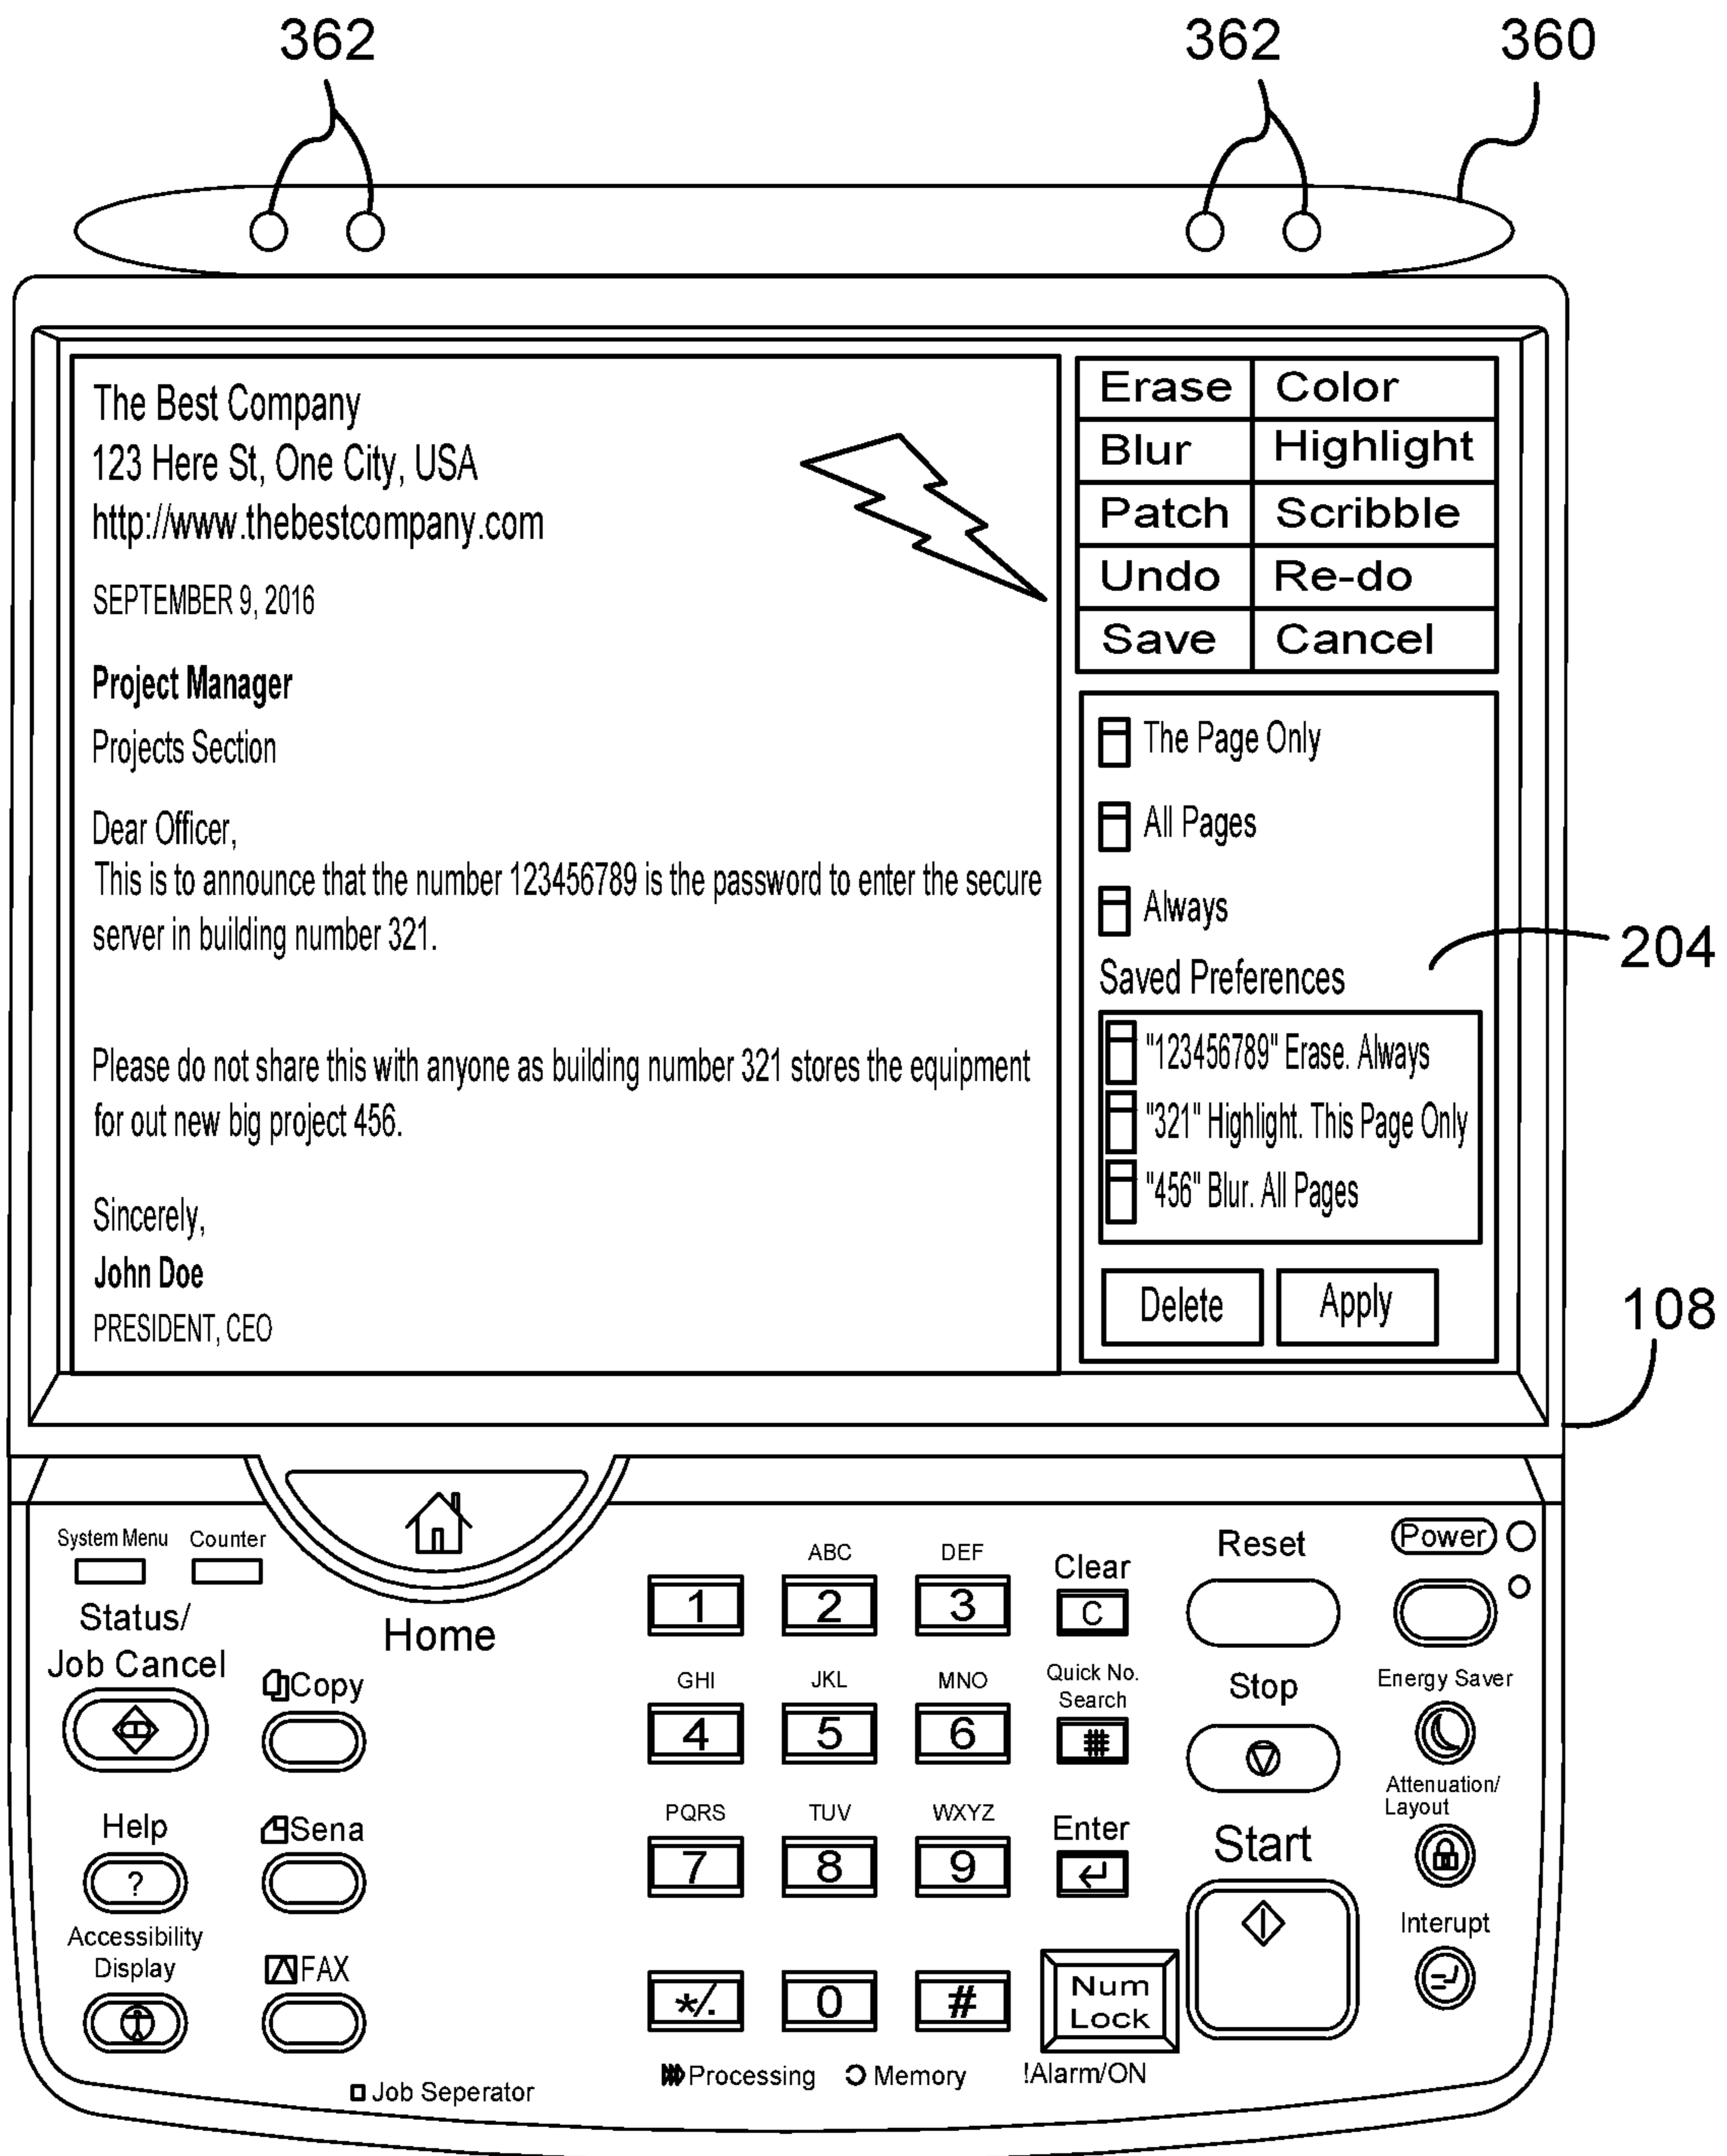 362 362 360
The Best Company
123 Here St, One City, USA
http://www.thebestcompany.com
SEPTEMBER 9, 2016
Project Manager
Projects Section
Dear Officer,
This is to announce that the number 123456789 is the password to enter the secure
server in building number 321.
Please do not share this with anyone as building number 321 stores the equipment
for out new big project 456.
Sincerely,
John Doe
PRESIDENT, CEO
Erase Color
Blur Highlight
Patch Scribble
Undo Re-do
Save Cancel
The Page Only
All Pages
Always
204
Saved Preferences
"123456789" Erase. Always
"321" Highlight. This Page Only
"456" Blur. All Pages
Delete Apply
108
System Menu Counter
Status/
Job Cancel
Home
Copy
Help
?
Sena
Accessibility
Display
FAX
Job Seperator
ABC DEF
1 2 3
GHI JKL MNO
4 5 6
PQRS TUV WXYZ
7 8 9
*/. 0 #
Clear
C
Quick No.
Search
#
Enter
Num
Lock
Processing Memory !Alarm/ON
Reset
Stop
Start
Power
Energy Saver
Attenuation/
Layout
Interupt